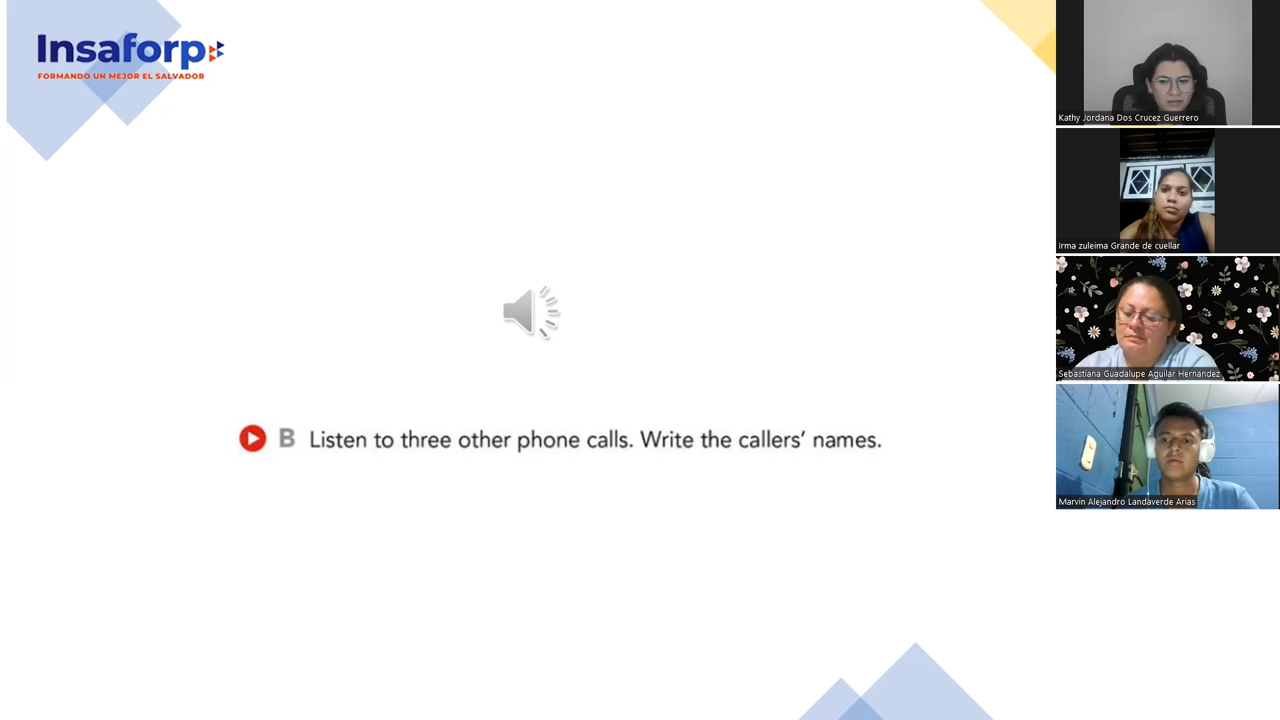 Insaforp
FORMANDO UN MEJOR EL SALVADOR
B Listen to three other phone calls. Write the callers' names.
Kathy Jordana Dos Crucez Guerrero
Irma zuleima Grande de cuellar
Sebastiana Guadalupe Aguilar Hernandez
Marvin Alejandro Landaverde Arias